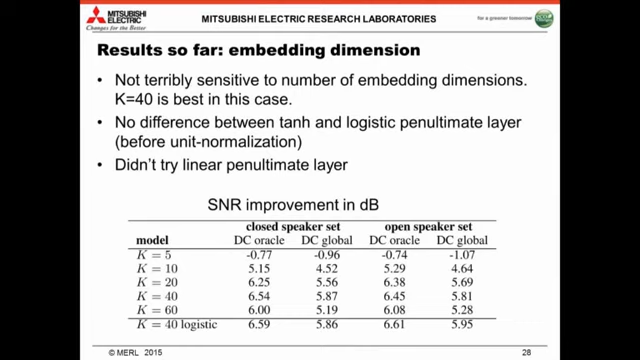 MITSUBISHI
ELECTRIC
Changes for the Better
MITSUBISHI ELECTRIC RESEARCH LABORATORIES
for a greener tomorrow
Results so far: embedding dimension
• Not terribly sensitive to number of embedding dimensions.
K=40 is best in this case.
• No difference between tanh and logistic penultimate layer
(before unit-normalization)
• Didn't try linear penultimate layer
SNR improvement in dB
closed speaker set open speaker set
model DC oracle DC global DC oracle DC global
K = 5 -0.77 -0.96 -0.74 -1.07
K = 10 5.15 4.52 5.29 4.64
K = 20 6.25 5.56 6.38 5.69
K = 40 6.54 5.87 6.45 5.81
K = 60 6.00 5.19 6.08 5.28
K = 40 logistic 6.59 5.86 6.61 5.95
© MERL 2015
28